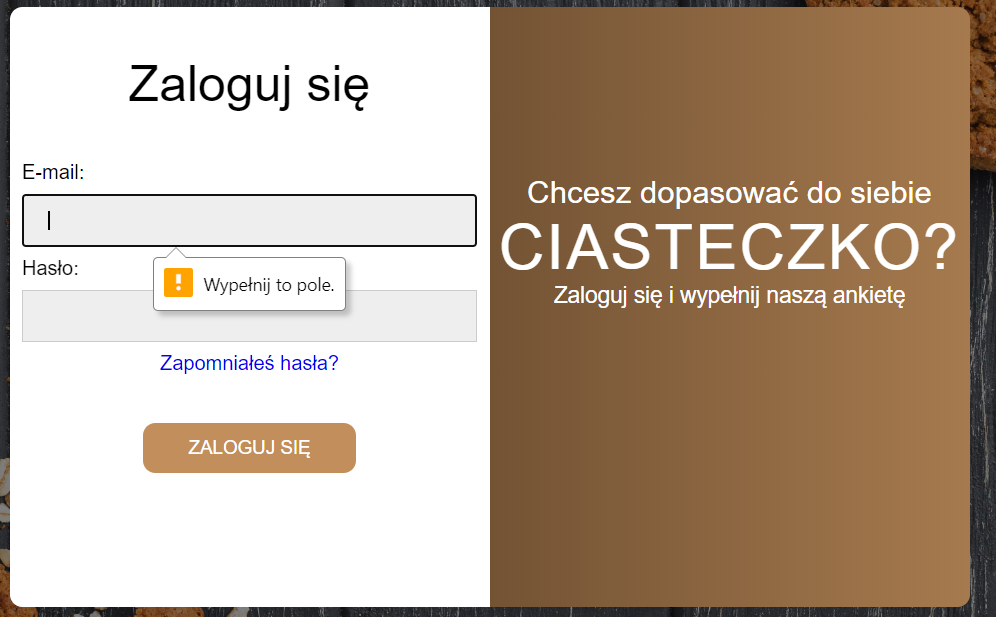 Zaloguj się
E-mail:
Hasło:
Wypełnij to pole.
Zapomniałeś hasła?
ZALOGUJ SIĘ
Chcesz dopasować do siebie
CIASTECZKO?
Zaloguj się i wypełnij naszą ankietę